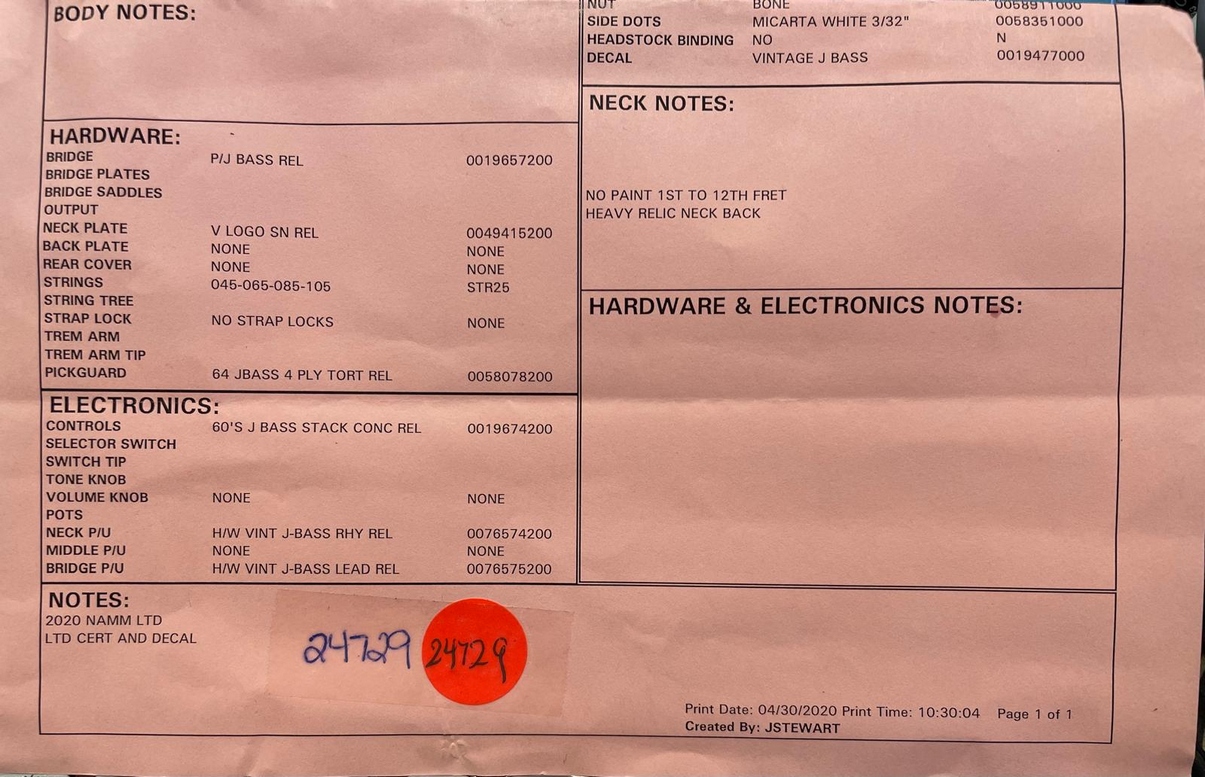 BODY NOTES:
HARDWARE:
BRIDGE P/J BASS REL 0019657200
BRIDGE PLATES
BRIDGE SADDLES
OUTPUT
NECK PLATE V LOGO SN REL 0049415200
BACK PLATE NONE NONE
REAR COVER NONE NONE
STRINGS 045-065-085-105 STR25
STRING TREE
STRAP LOCK NO STRAP LOCKS NONE
TREM ARM
TREM ARM TIP
PICKGUARD 64 JBASS 4 PLY TORT REL 0058078200
ELECTRONICS:
CONTROLS 60'S J BASS STACK CONC REL 0019674200
SELECTOR SWITCH
SWITCH TIP
TONE KNOB
VOLUME KNOB NONE NONE
POTS
NECK P/U H/W VINT J-BASS RHY REL 0076574200
MIDDLE P/U NONE NONE
BRIDGE P/U H/W VINT J-BASS LEAD REL 0076575200
NUT BONE 0058911000
SIDE DOTS MICARTA WHITE 3/32" 0058351000
HEADSTOCK BINDING NO N
DECAL VINTAGE J BASS 0019477000
NECK NOTES:
NO PAINT 1ST TO 12TH FRET
HEAVY RELIC NECK BACK
HARDWARE & ELECTRONICS NOTES:
NOTES:
2020 NAMM LTD
LTD CERT AND DECAL
24729 24729
Print Date: 04/30/2020 Print Time: 10:30:04 Page 1 of 1
Created By: JSTEWART